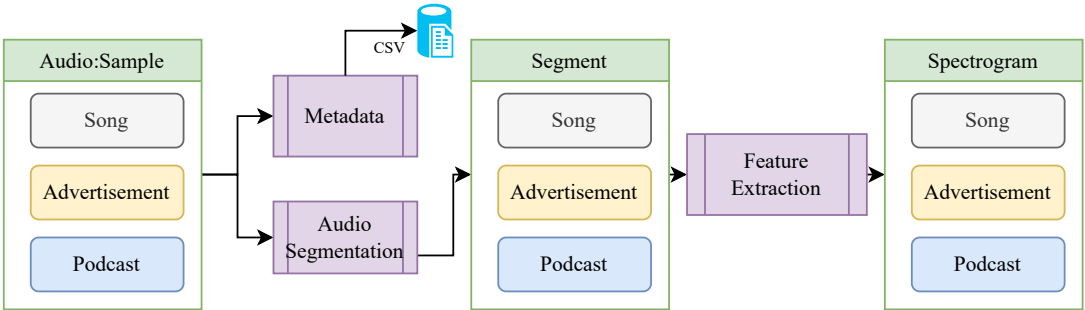 Audio:Sample
Song
Advertisement
Podcast
Metadata
CSV
Audio
Segmentation
Segment
Song
Advertisement
Podcast
Feature
Extraction
Spectrogram
Song
Advertisement
Podcast